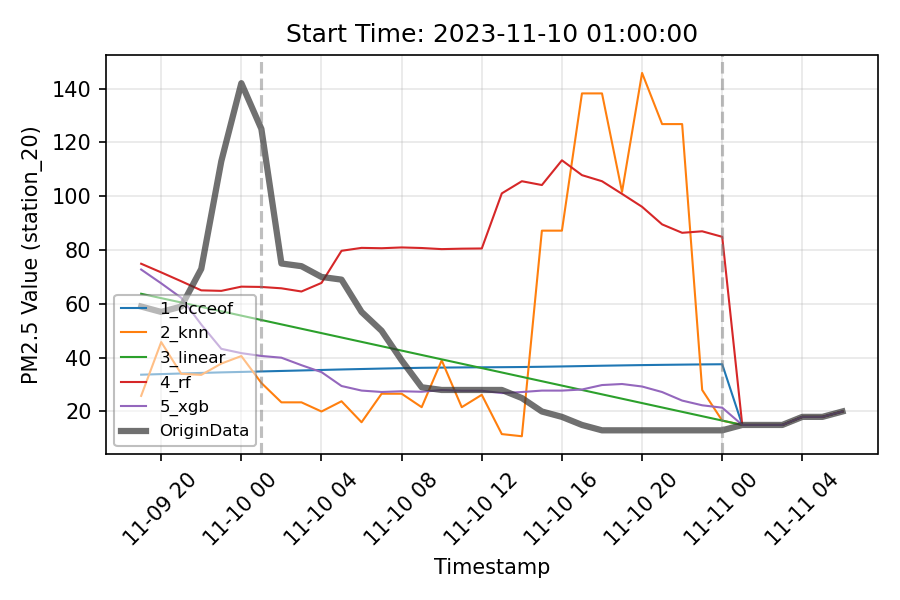 Start Time: 2023-11-10 01:00:00
PM2.5 Value (station_20)
140
120
100
80
60
40
20
1_dcceof
2_knn
3_linear
4_rf
5_xgb
OriginData
11-09 20
11-10 00
11-10 04
11-10 08
11-10 12
11-10 16
11-10 20
11-11 00
11-11 04
Timestamp